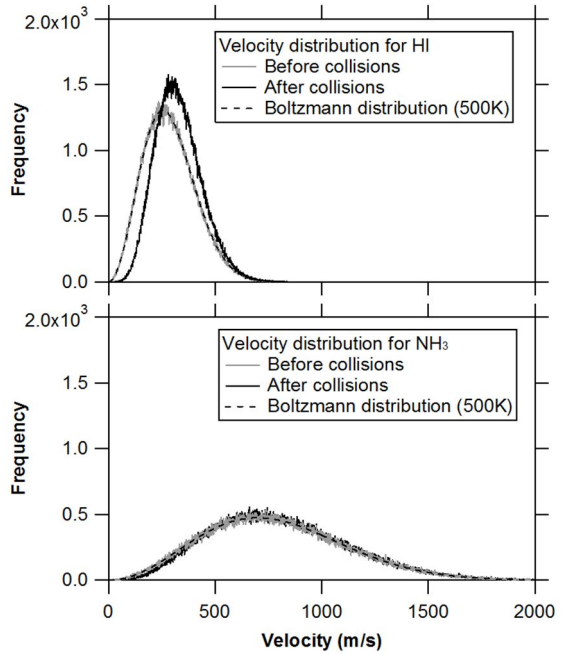 2.0x10³
1.5
1.0
0.5
0.0
Frequency
Velocity distribution for HI
Before collisions
After collisions
Boltzmann distribution (500K)
2.0x10³
1.5
1.0
0.5
0.0
Frequency
Velocity distribution for NH₃
Before collisions
After collisions
Boltzmann distribution (500K)
0 500 1000 1500 2000
Velocity (m/s)